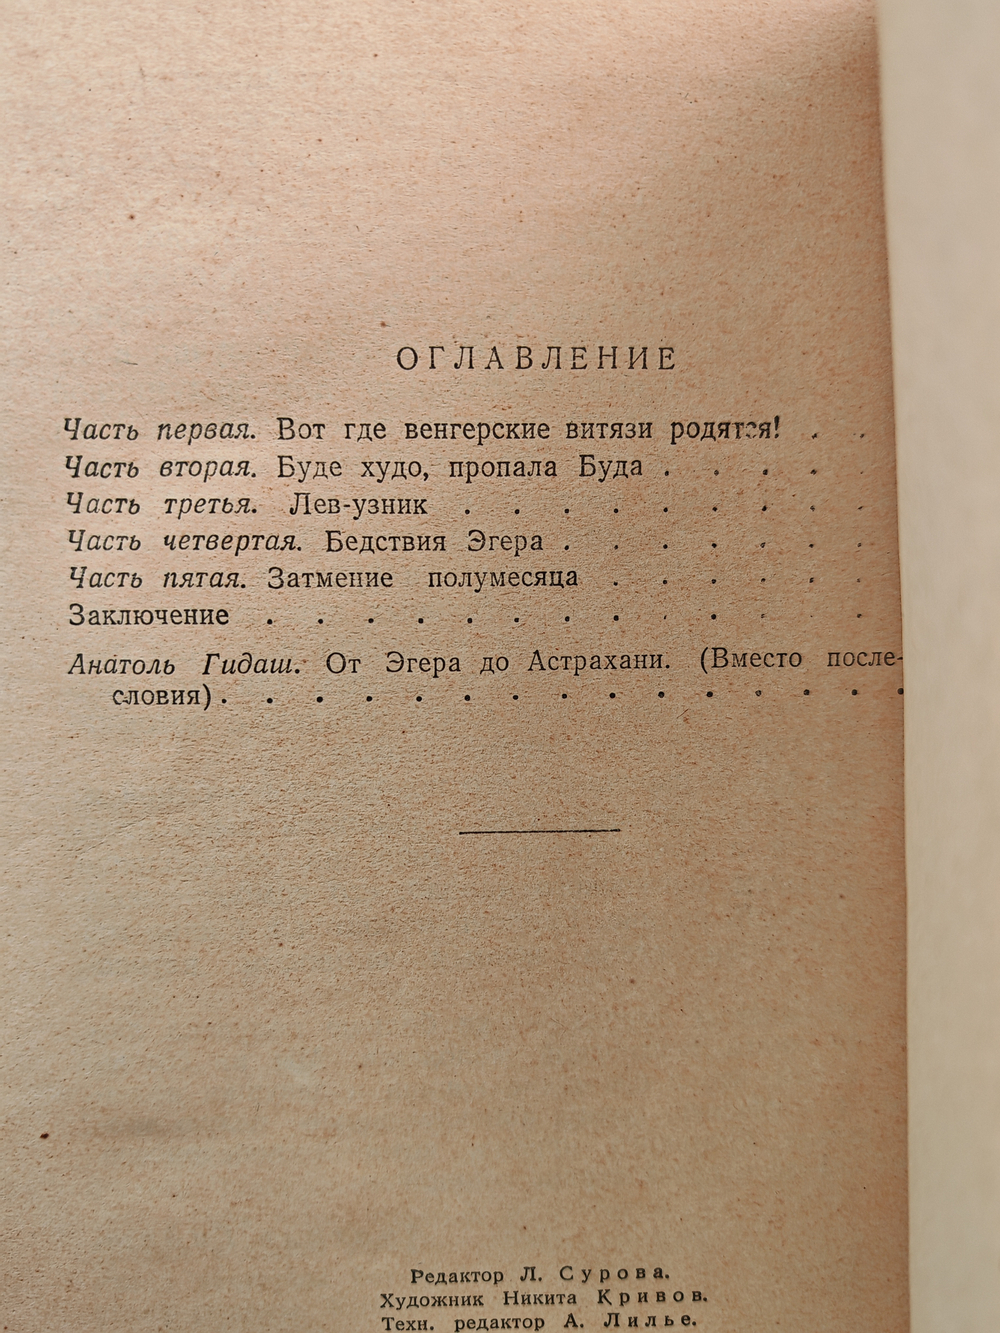 ОГЛАВЛЕНИЕ
Часть первая. Вот где венгерские витязи родятся! . .
Часть вторая. Буде худо, пропала Буда . . . .
Часть третья. Лев-узник . . . . . . . . .
Часть четвертая. Бедствия Эгера . . . . . . .
Часть пятая. Затмение полумесяца . . . . . .
Заключение . . . . . . . . . . . . .
Анатоль Гидаш. От Эгера до Астрахани. (Вместо после-
словия) . . . . . . . . . . . . . . .
Редактор Л. Сурова.
Художник Никита Кривов.
Техн. редактор А. Лилье.